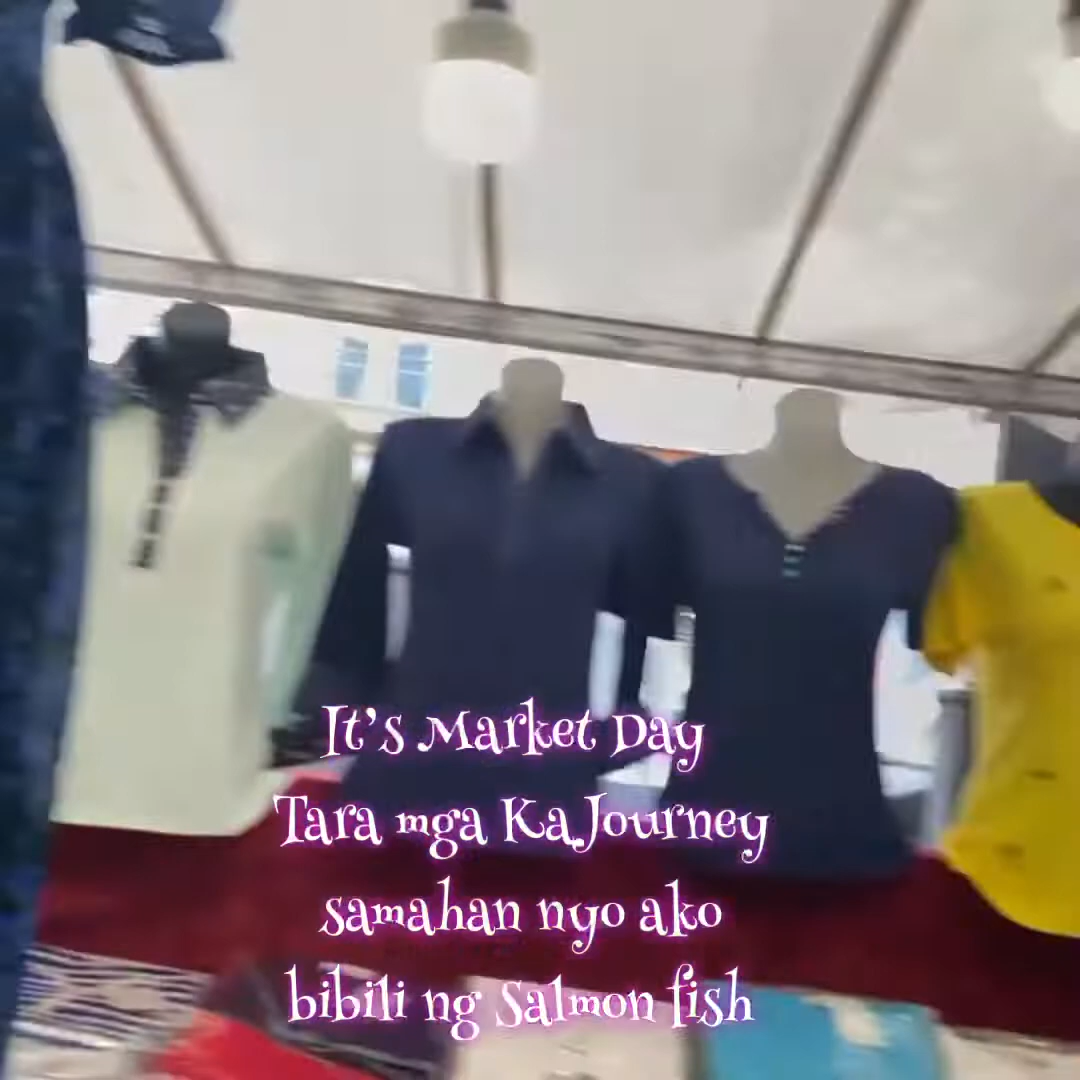 It's Market Day
Tara mga KaJourney
samahan nyo ako
bibili ng Salmon fish